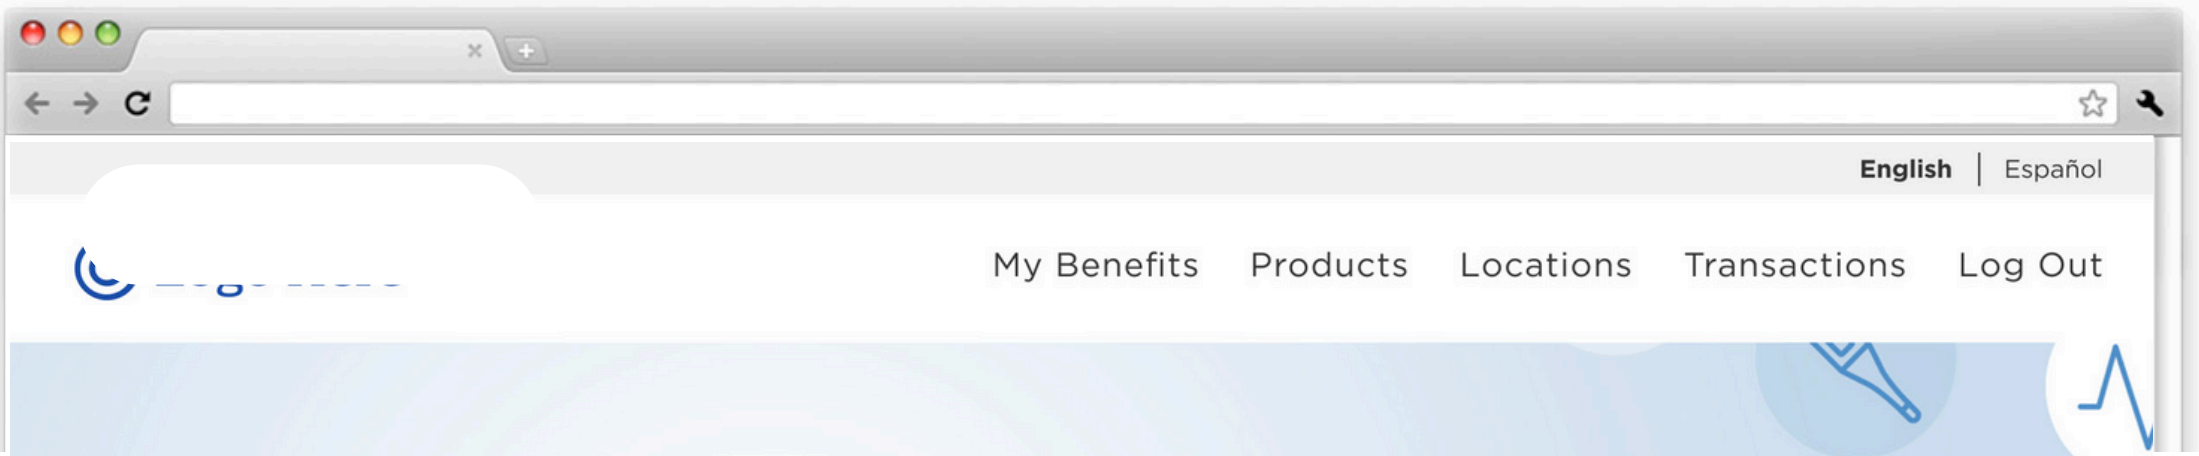 English | Español
My Benefits Products Locations Transactions Log Out